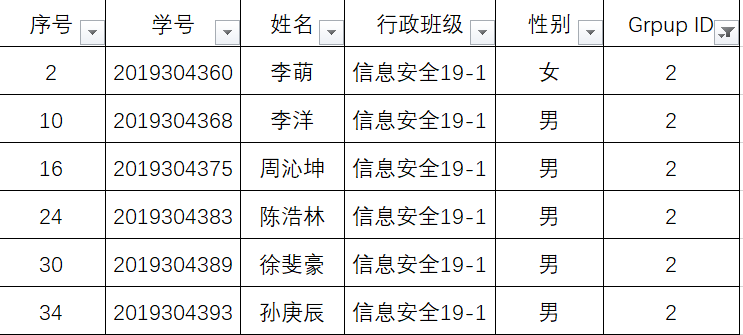 序号 学号 姓名 行政班级 性别 Grpup ID
2 2019304360 李萌 信息安全19-1 女 2
10 2019304368 李洋 信息安全19-1 男 2
16 2019304375 周沁坤 信息安全19-1 男 2
24 2019304383 陈浩林 信息安全19-1 男 2
30 2019304389 徐斐豪 信息安全19-1 男 2
34 2019304393 孙庚辰 信息安全19-1 男 2